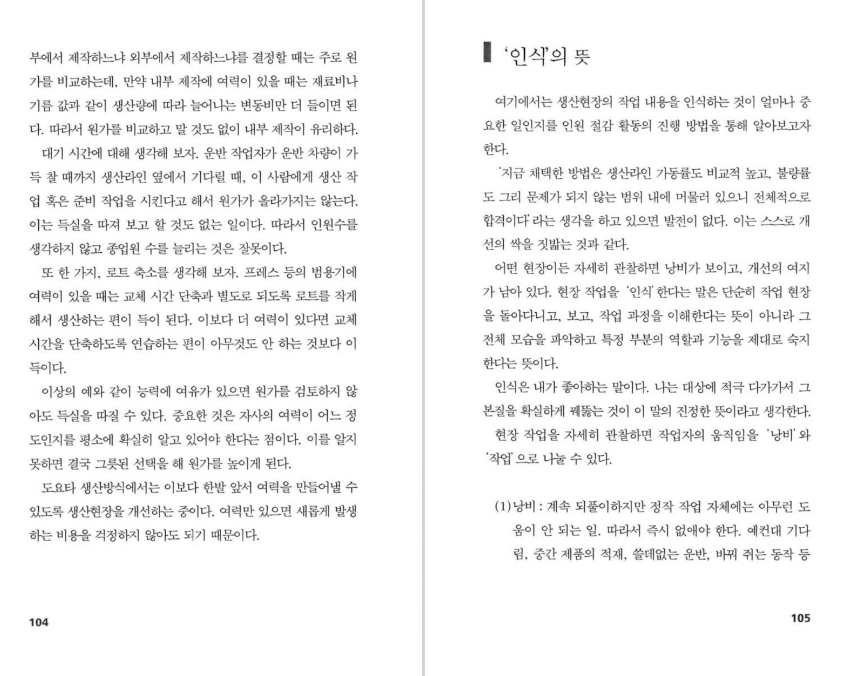 부에서 제작하느냐 외부에서 제작하느냐를 결정할 때는 주로 원
가를 비교하는데, 만약 내부 제작에 여력이 있을 때는 재료비나
기름 값과 같이 생산량에 따라 늘어나는 변동비만 더 들이면 된
다. 따라서 원가를 비교하고 말 것도 없이 내부 제작이 유리하다.
대기 시간에 대해 생각해 보자. 운반 작업자가 운반 차량이 가
득 찰 때까지 생산라인 옆에서 기다릴 때, 이 사람에게 생산 작
업 혹은 준비 작업을 시킨다고 해서 원가가 올라가지는 않는다.
이는 득실을 따져 보고 할 것도 없는 일이다. 따라서 인원수를
생각하지 않고 종업원 수를 늘리는 것은 잘못이다.
또 한 가지, 로트 축소를 생각해 보자. 프레스 등의 범용기에
여력이 있을 때는 교체 시간 단축과 별도로 되도록 로트를 작게
해서 생산하는 편이 득이 된다. 이보다 더 여력이 있다면 교체
시간을 단축하도록 연습하는 편이 아무것도 안 하는 것보다 이
득이다.
이상의 예와 같이 능력에 여유가 있으면 원가를 검토하지 않
아도 득실을 따질 수 있다. 중요한 것은 자사의 여력이 어느 정
도인지를 평소에 확실히 알고 있어야 한다는 점이다. 이를 알지
못하면 결국 그릇된 선택을 해 원가를 높이게 된다.
도요타 생산방식에서는 이보다 한발 앞서 여력을 만들어낼 수
있도록 생산현장을 개선하는 중이다. 여력만 있으면 새롭게 발생
하는 비용을 걱정하지 않아도 되기 때문이다.
104
'인식'의 뜻
여기에서는 생산현장의 작업 내용을 인식하는 것이 얼마나 중
요한 일인지를 인원 절감 활동의 진행 방법을 통해 알아보고자
한다.
'지금 채택한 방법은 생산라인 가동률도 비교적 높고, 불량률
도 그리 문제가 되지 않는 범위 내에 머물러 있으니 전체적으로
합격이다'라는 생각을 하고 있으면 발전이 없다. 이는 스스로 개
선의 싹을 짓밟는 것과 같다.
어떤 현장이든 자세히 관찰하면 낭비가 보이고, 개선의 여지
가 남아 있다. 현장 작업을 '인식'한다는 말은 단순히 작업 현장
을 돌아다니고, 보고, 작업 과정을 이해한다는 뜻이 아니라 그
전체 모습을 파악하고 특정 부분의 역할과 기능을 제대로 숙지
한다는 뜻이다.
인식은 내가 좋아하는 말이다. 나는 대상에 적극 다가가서 그
본질을 확실하게 꿰뚫는 것이 이 말의 진정한 뜻이라고 생각한다.
현장 작업을 자세히 관찰하면 작업자의 움직임을 '낭비'와
'작업'으로 나눌 수 있다.
(1)낭비 : 계속 되풀이하지만 정작 작업 자체에는 아무런 도
움이 안 되는 일. 따라서 즉시 없애야 한다. 예컨대 기다
림, 중간 제품의 적재, 쓸데없는 운반, 바꿔 쥐는 동작 등
105